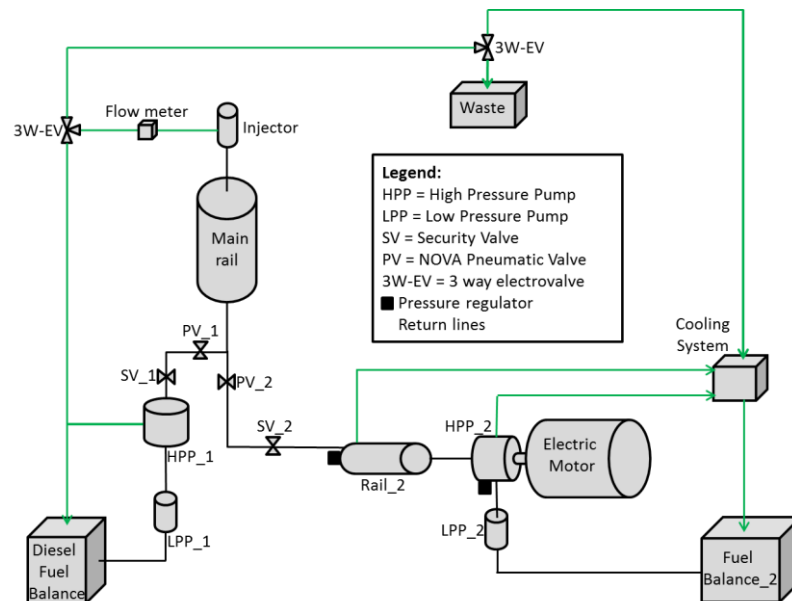 3W-EV
Waste
Flow meter
3W-EV
Injector
Legend:
HPP = High Pressure Pump
LPP = Low Pressure Pump
SV = Security Valve
PV = NOVA Pneumatic Valve
3W-EV = 3 way electrovalve
Pressure regulator
Return lines
Main
rail
Cooling
System
PV_1
SV_1
PV_2
SV_2
HPP_2
Electric
Motor
HPP_1
Rail_2
LPP_1
LPP_2
Diesel
Fuel
Balance
Fuel
Balance_2